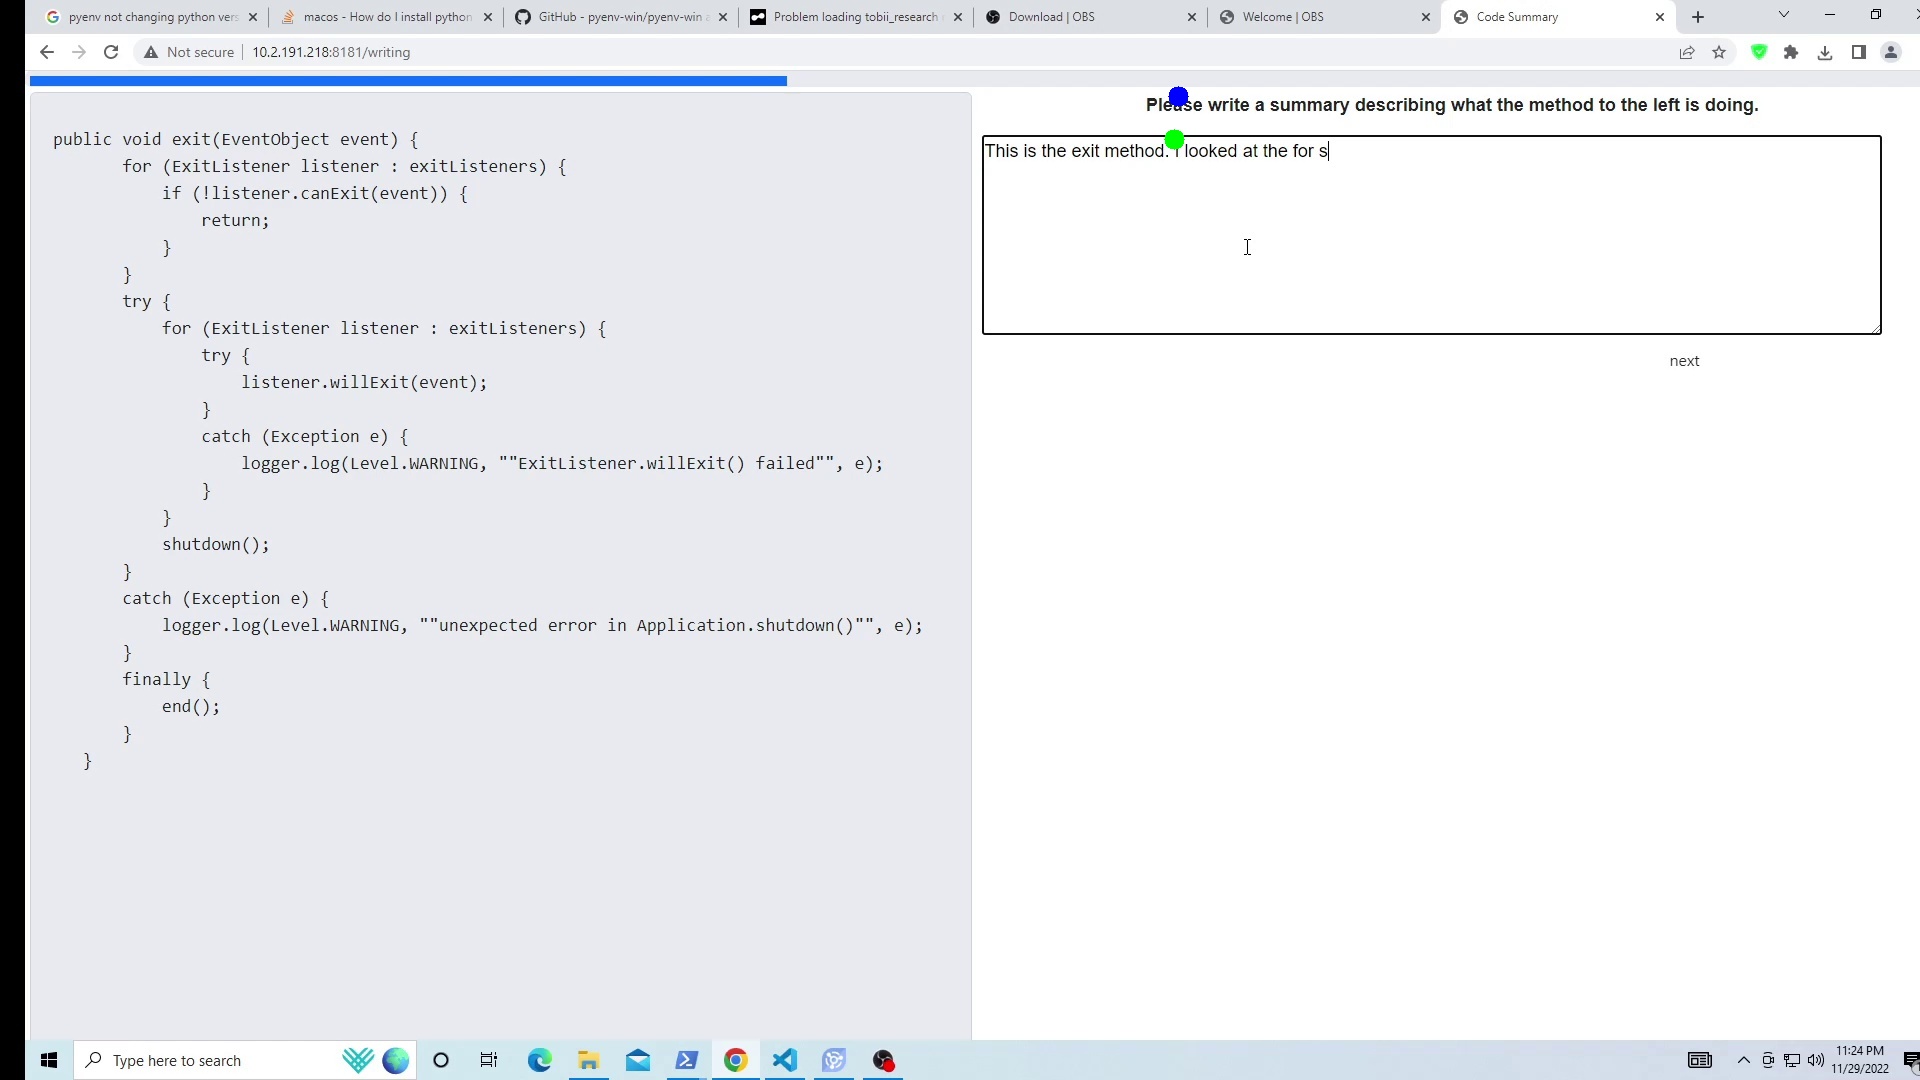 pyenv not changing python vers
macos - How do I install python
GitHub - pyenv-win/pyenv-win a
Problem loading tobii_research
Download | OBS
Welcome | OBS
Code Summary
Not secure
10.2.191.218:8181/writing
public void exit(EventObject event) {
for (ExitListener listener : exitListeners) {
if (!listener.canExit(event)) {
return;
}
}
try {
for (ExitListener listener : exitListeners) {
try {
listener.willExit(event);
}
catch (Exception e) {
logger.log(Level.WARNING, ""ExitListener.willExit() failed"", e);
}
}
shutdown();
}
catch (Exception e) {
logger.log(Level.WARNING, ""unexpected error in Application.shutdown()"", e);
}
finally {
end();
}
}
Please write a summary describing what the method to the left is doing.
This is the exit method. I looked at the for s
next
Type here to search
11:24 PM
11/29/2022